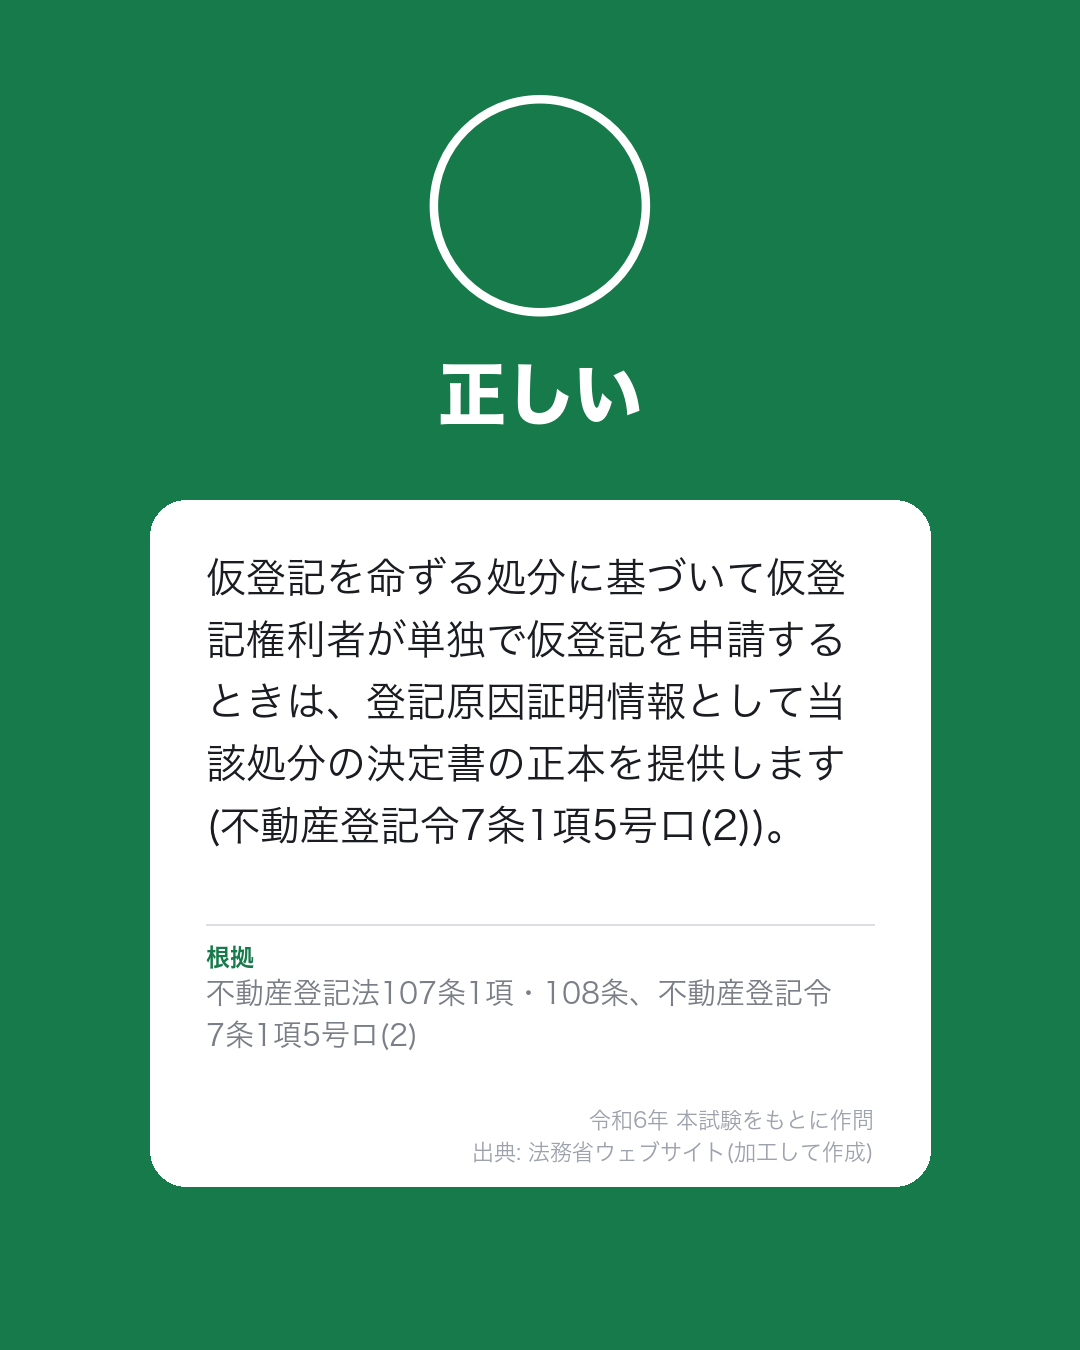 正しい
仮登記を命ずる処分に基づいて仮登
記権利者が単独で仮登記を申請する
ときは、登記原因証明情報として当
該処分の決定書の正本を提供します
(不動産登記令7条1項5号ロ(2))。
根拠
不動産登記法107条1項・108条、不動産登記令
7条1項5号ロ(2)
令和6年 本試験をもとに作問
出典: 法務省ウェブサイト(加工して作成)